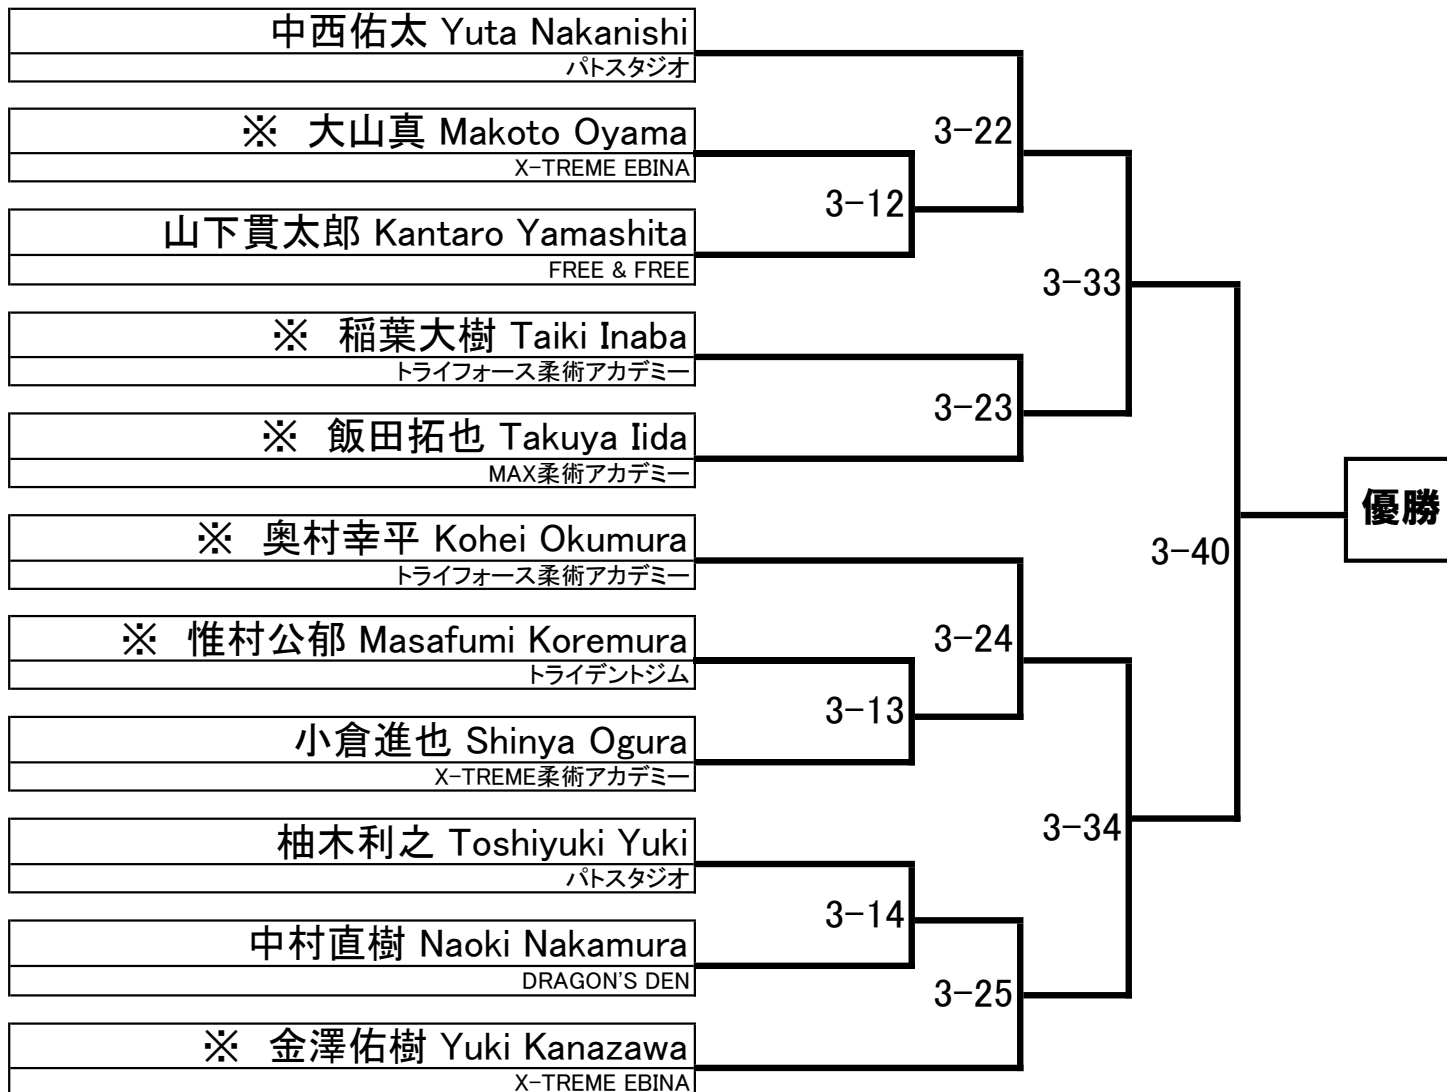 中西佑太 Yuta Nakanishi
パトスタジオ
※ 大山真 Makoto Oyama
X-TREME EBINA
山下貫太郎 Kantaro Yamashita
FREE & FREE
※ 稲葉大樹 Taiki Inaba
トライフォース柔術アカデミー
※ 飯田拓也 Takuya Iida
MAX柔術アカデミー
※ 奥村幸平 Kohei Okumura
トライフォース柔術アカデミー
※ 惟村公郁 Masafumi Koremura
トライデントジム
小倉進也 Shinya Ogura
X-TREME柔術アカデミー
柚木利之 Toshiyuki Yuki
パトスタジオ
中村直樹 Naoki Nakamura
DRAGON'S DEN
※ 金澤佑樹 Yuki Kanazawa
X-TREME EBINA
3-12
3-13
3-14
3-22
3-23
3-24
3-25
3-33
3-34
3-40
優勝